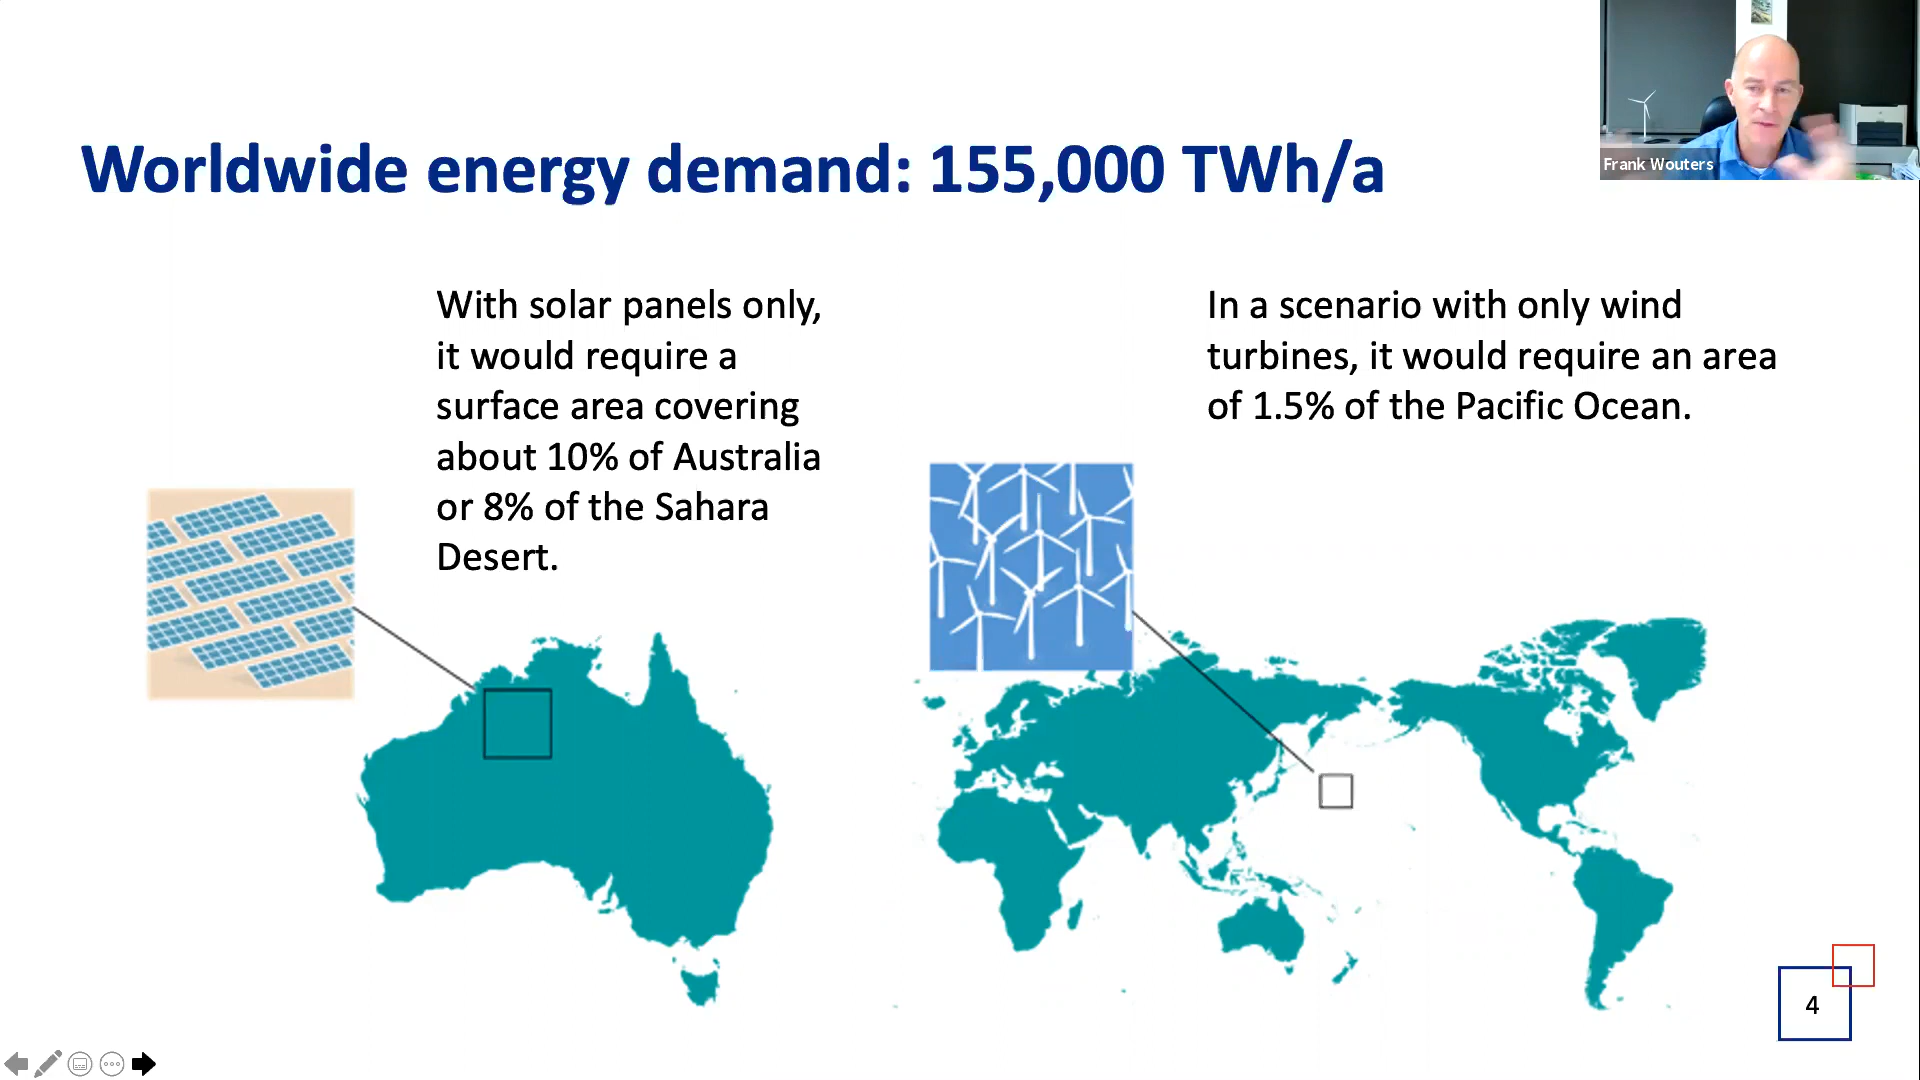 Frank Wouters
Worldwide energy demand: 155,000 TWh/a
With solar panels only,
it would require a
surface area covering
about 10% of Australia
or 8% of the Sahara
Desert.
In a scenario with only wind
turbines, it would require an area
of 1.5% of the Pacific Ocean.
4